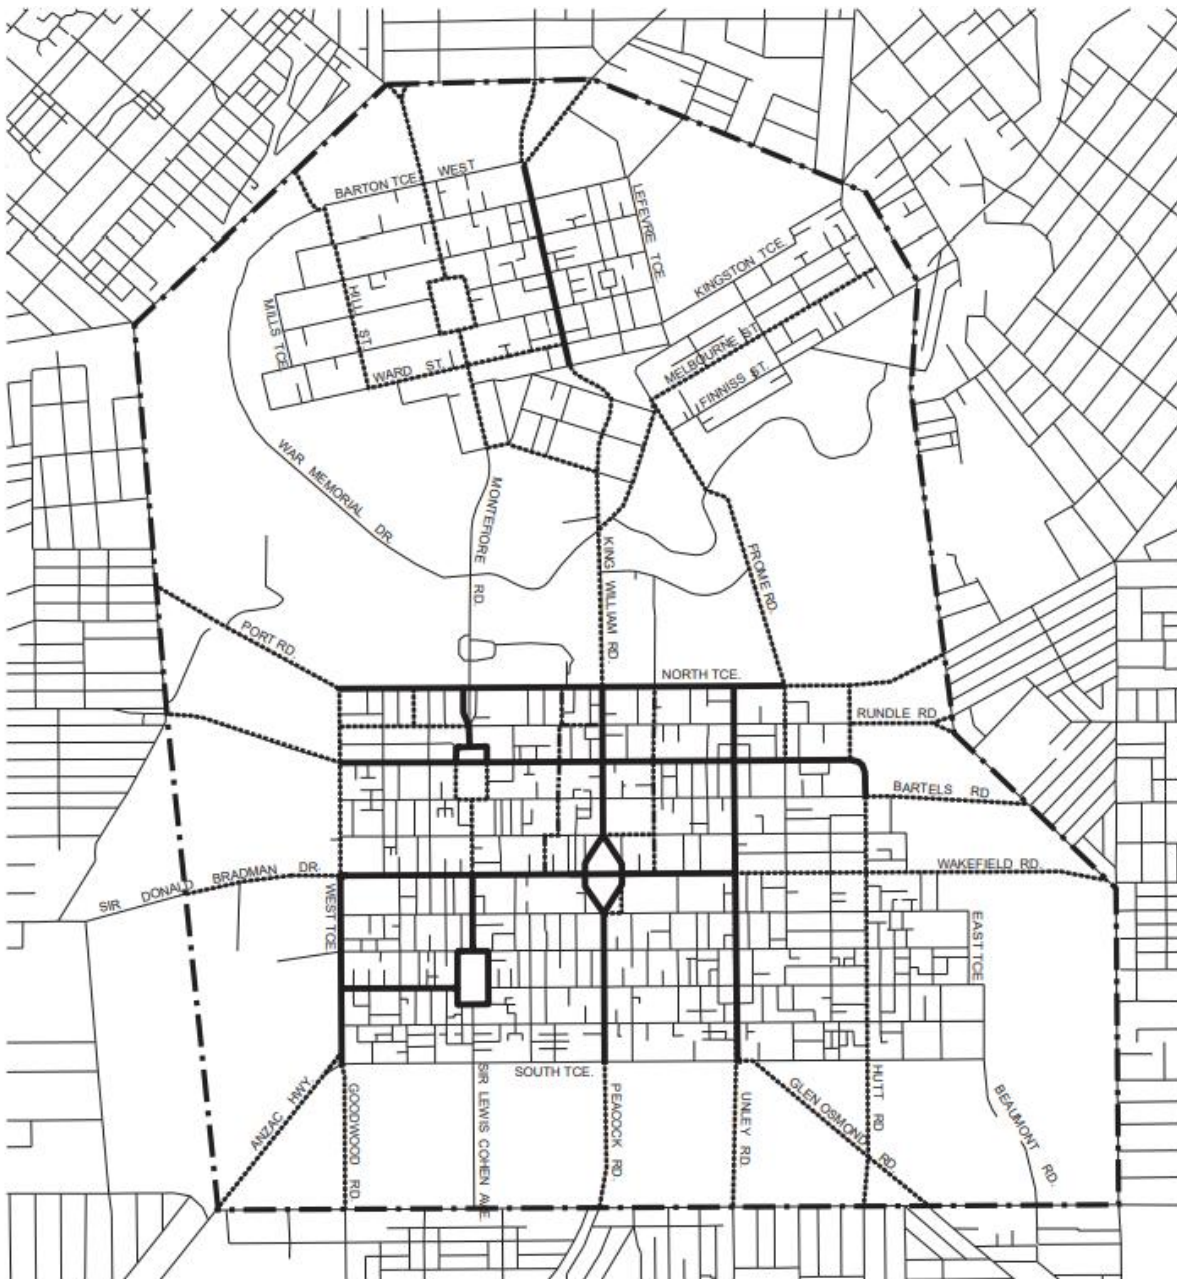 BARTON TCE. WEST
LEFEVRE TCE.
KINGSTON TCE.
MILLS TCE
HILL ST.
WARD ST.
MELBOURNE ST.
FINNISS ST.
WAR MEMORIAL DR
MONTEFIORE RD.
KING WILLIAM RD.
FROME RD.
PORT RD.
NORTH TCE.
RUNDLE RD
BARTELS RD
WAKEFIELD RD.
SIR DONALD BRADMAN DR.
WEST TCE
EAST TCE
SOUTH TCE.
ANZAC HWY
GOODWOOD RD.
SIR LEWIS COHEN AVE
PEACOCK RD.
UNLEY RD.
GLEN OSMOND RD.
HUTT RD
BEAUMONT RD.